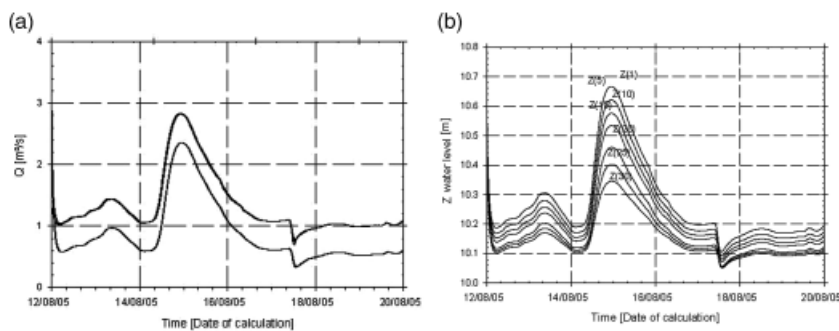 (a)
4
3
2
1
0
Q [m³/s]
12/08/05 14/08/05 16/08/05 18/08/05 20/08/05
Time [Date of calculation]
(b)
10.8
10.7
10.6
10.5
10.4
10.3
10.2
10.1
10.0
Z, water level [m]
Z(5) Z(1)
Z(10)
12/08/05 14/08/05 16/08/05 18/08/05 20/08/05
Time [Date of calculation]